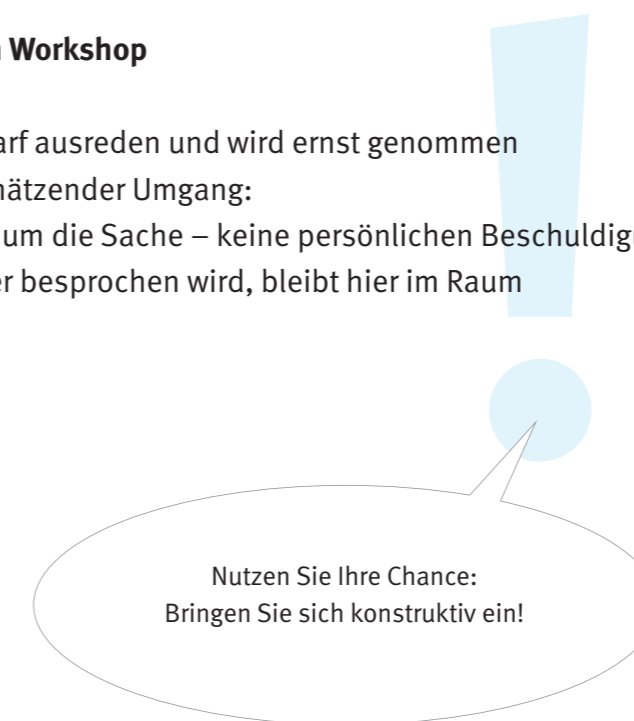 n Workshop
arf ausreden und wird ernst genommen
hätzender Umgang:
um die Sache – keine persönlichen Beschuldigu
er besprochen wird, bleibt hier im Raum
Nutzen Sie Ihre Chance:
Bringen Sie sich konstruktiv ein!